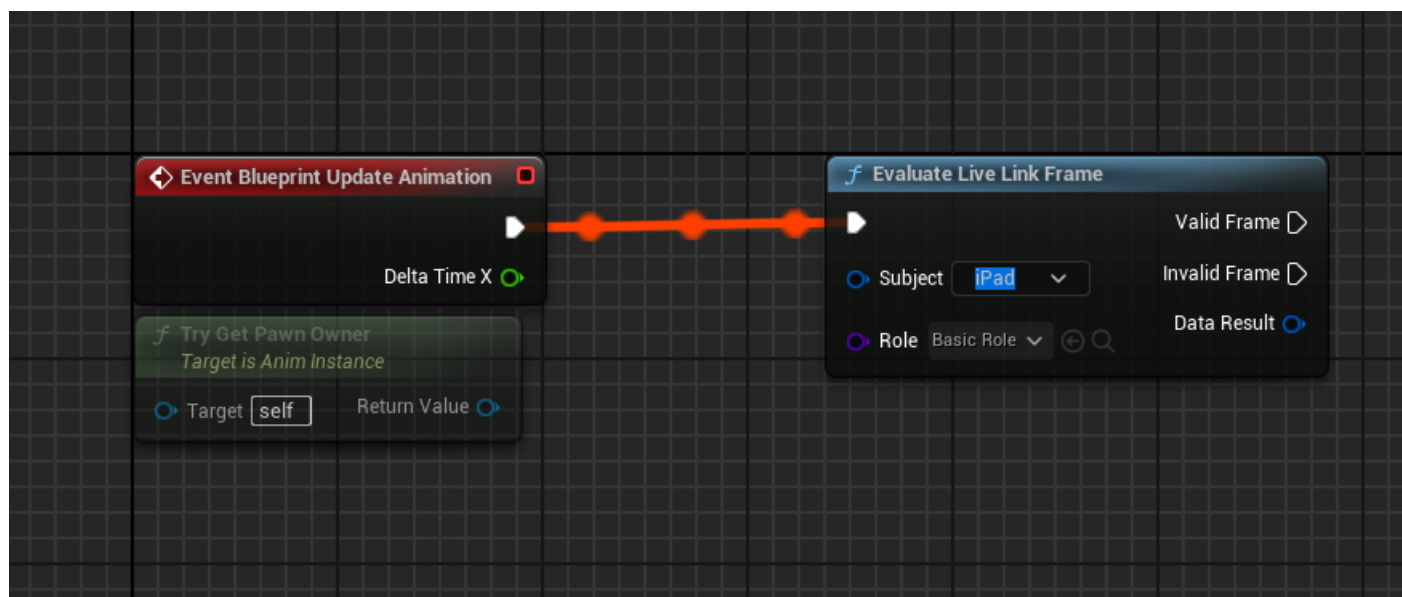 Event Blueprint Update Animation
Delta Time X
f Try Get Pawn Owner
Target is Anim Instance
Target self
Return Value
f Evaluate Live Link Frame
Valid Frame
Subject iPad
Invalid Frame
Data Result
Role Basic Role